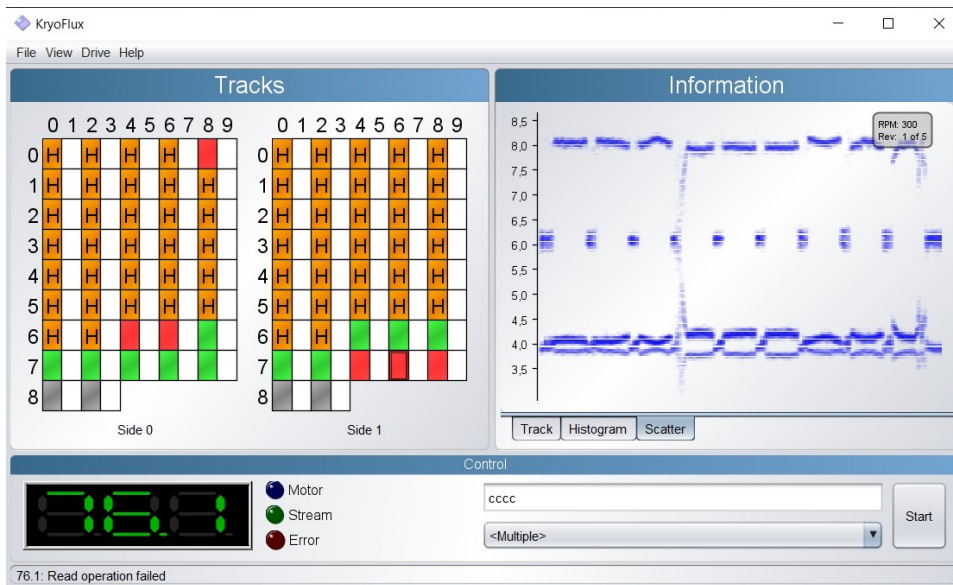 KryoFlux
File View Drive Help
Tracks
0 1 2 3 4 5 6 7 8 9
0 H H H H
1 H H H H H
2 H H H H H
3 H H H H H
4 H H H H H
5 H H H H H
6 H H
7
8
Side 0
0 1 2 3 4 5 6 7 8 9
0 H H H H H
1 H H H H H
2 H H H H H
3 H H H H H
4 H H H H H
5 H H H H H
6 H H
7
8
Side 1
Information
RPM: 300
Rev: 1 of 5
8,5
8,0
7,5
7,0
6,5
6,0
5,5
5,0
4,5
4,0
3,5
Track Histogram Scatter
Control
76.1
Motor
Stream
Error
cccc
<Multiple>
Start
76.1: Read operation failed